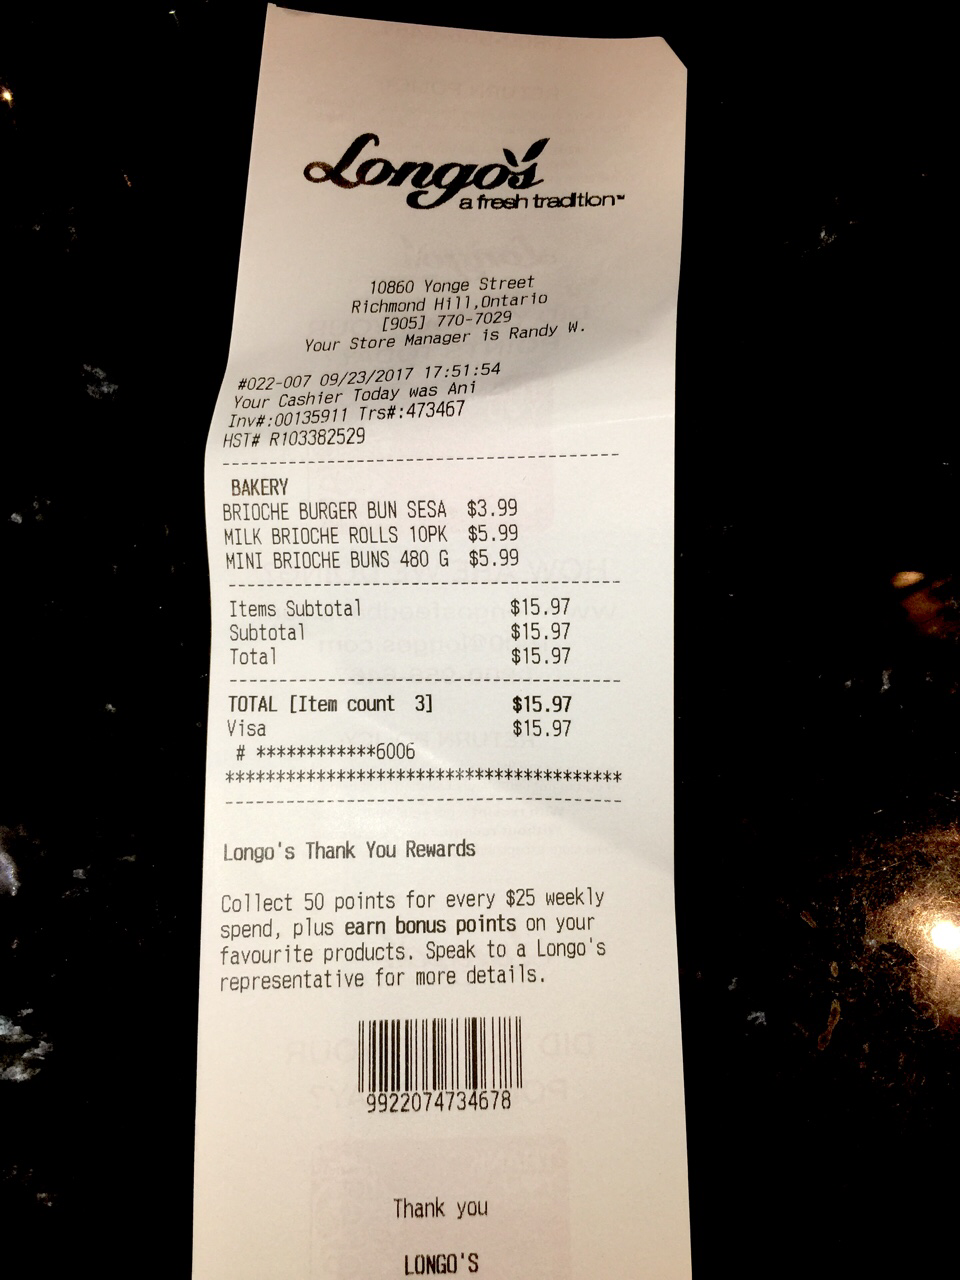 Longo's
a fresh tradition™
10860 Yonge Street
Richmond Hill,Ontario
[905] 770-7029
Your Store Manager is Randy W.
#022-007 09/23/2017 17:51:54
Your Cashier Today was Ani
Inv#:00135911 Trs#:473467
HST# R103382529
----------------------------------------
BAKERY
BRIOCHE BURGER BUN SESA $3.99
MILK BRIOCHE ROLLS 10PK $5.99
MINI BRIOCHE BUNS 480 G $5.99
----------------------------------------
Items Subtotal $15.97
Subtotal $15.97
Total $15.97
----------------------------------------
TOTAL [Item count 3] $15.97
Visa $15.97
# ************6006
****************************************
----------------------------------------
Longo's Thank You Rewards
Collect 50 points for every $25 weekly
spend, plus earn bonus points on your
favourite products. Speak to a Longo's
representative for more details.
9922074734678
Thank you
LONGO'S